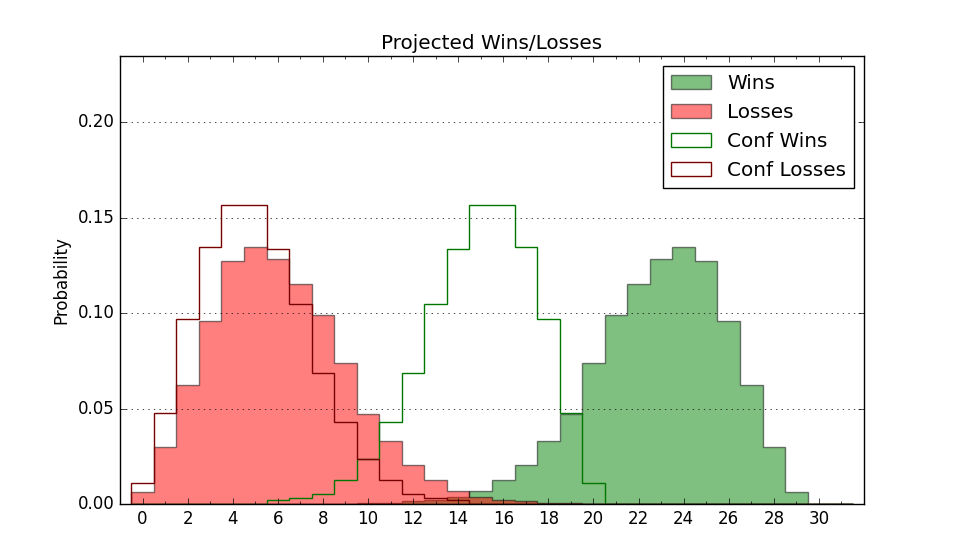 Projected Wins/Losses
Wins
Losses
Conf Wins
Conf Losses
Probability
0.20
0.15
0.10
0.05
0.00
0 2 4 6 8 10 12 14 16 18 20 22 24 26 28 30